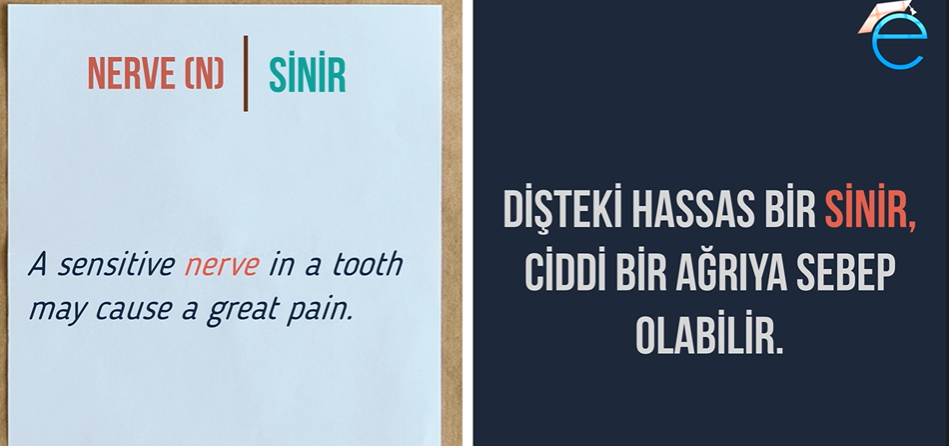 NERVE (N) | SİNİR
A sensitive nerve in a tooth
may cause a great pain.
e
DİŞTEKİ HASSAS BİR SİNİR,
CİDDİ BİR AĞRIYA SEBEP
OLABİLİR.